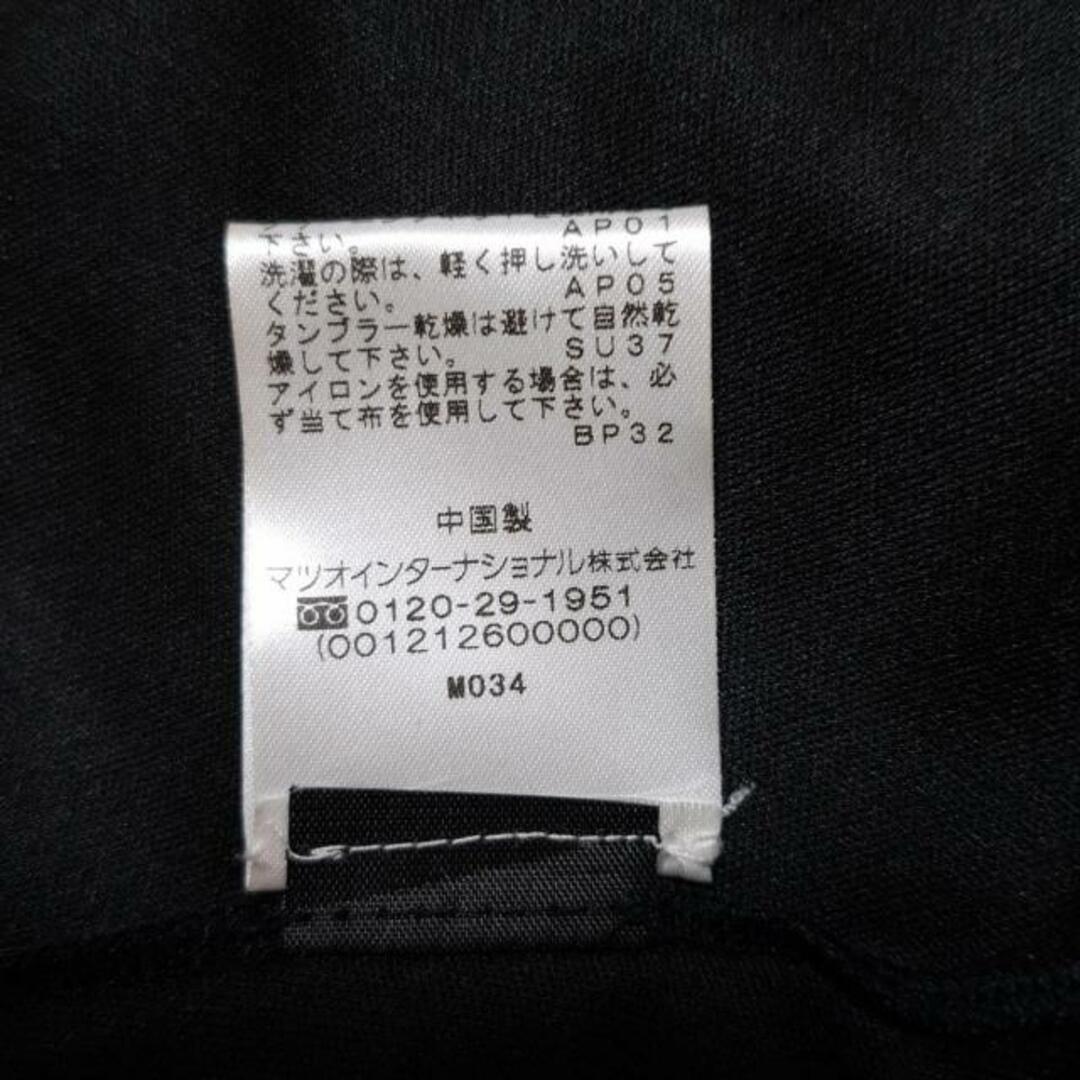 下さい。 AP01
洗濯の際は、軽く押し洗いして
ください。 AP05
タンブラー乾燥は避けて自然乾
燥して下さい。 SU37
アイロンを使用する場合は、必
ず当て布を使用して下さい。
BP32
中国製
マツオインターナショナル株式会社
0120-29-1951
(001212600000)
M034